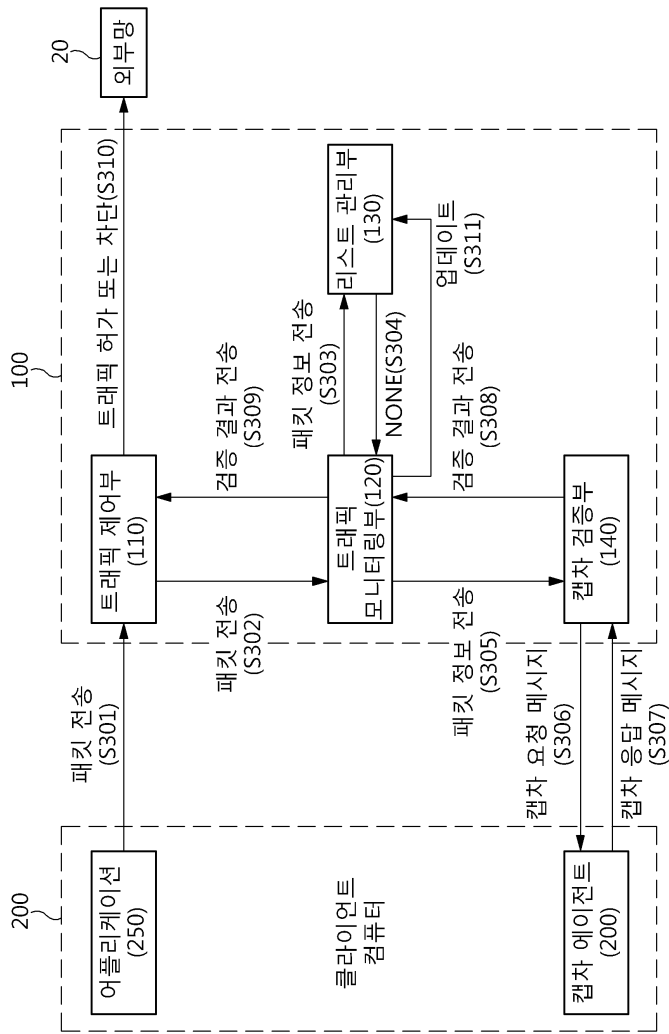 200
어플리케이션
(250)
클라이언트
컴퓨터
캡차 에이전트
(200)
패킷 전송
(S301)
캡차 요청 메시지
(S306)
캡차 응답 메시지
(S307)
100
트래픽 제어부
(110)
패킷 전송
(S302)
검증 결과 전송
(S309)
트래픽
모니터링부(120)
패킷 정보 전송
(S305)
검증 결과 전송
(S308)
캡차 검증부
(140)
패킷 정보 전송
(S303)
NONE(S304)
리스트 관리부
(130)
업데이트
(S311)
트래픽 허가 또는 차단(S310)
20
외부망